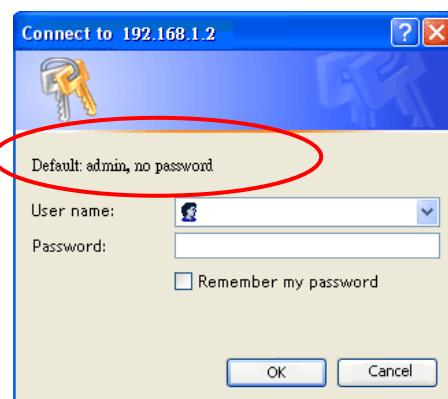 Connect to 192.168.1.2
Default: admin, no password
User name:
Password:
Remember my password
OK Cancel